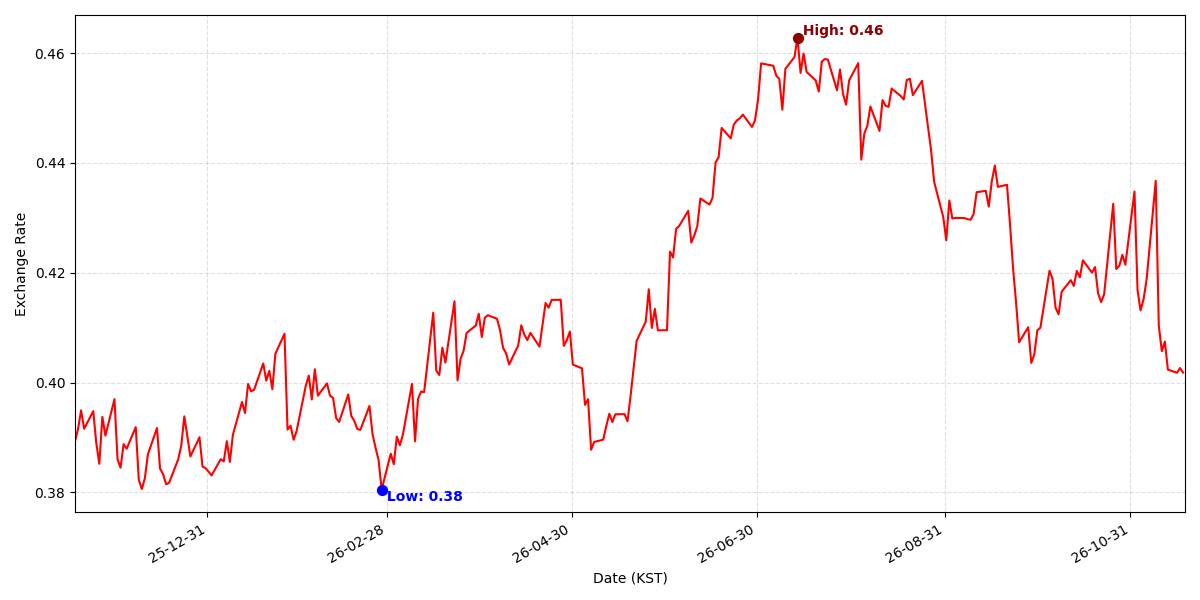 High: 0.46
0.46
0.44
0.42
0.40
0.38
Exchange Rate
Low: 0.38
25-12-31
26-02-28
26-04-30
26-06-30
26-08-31
26-10-31
Date (KST)